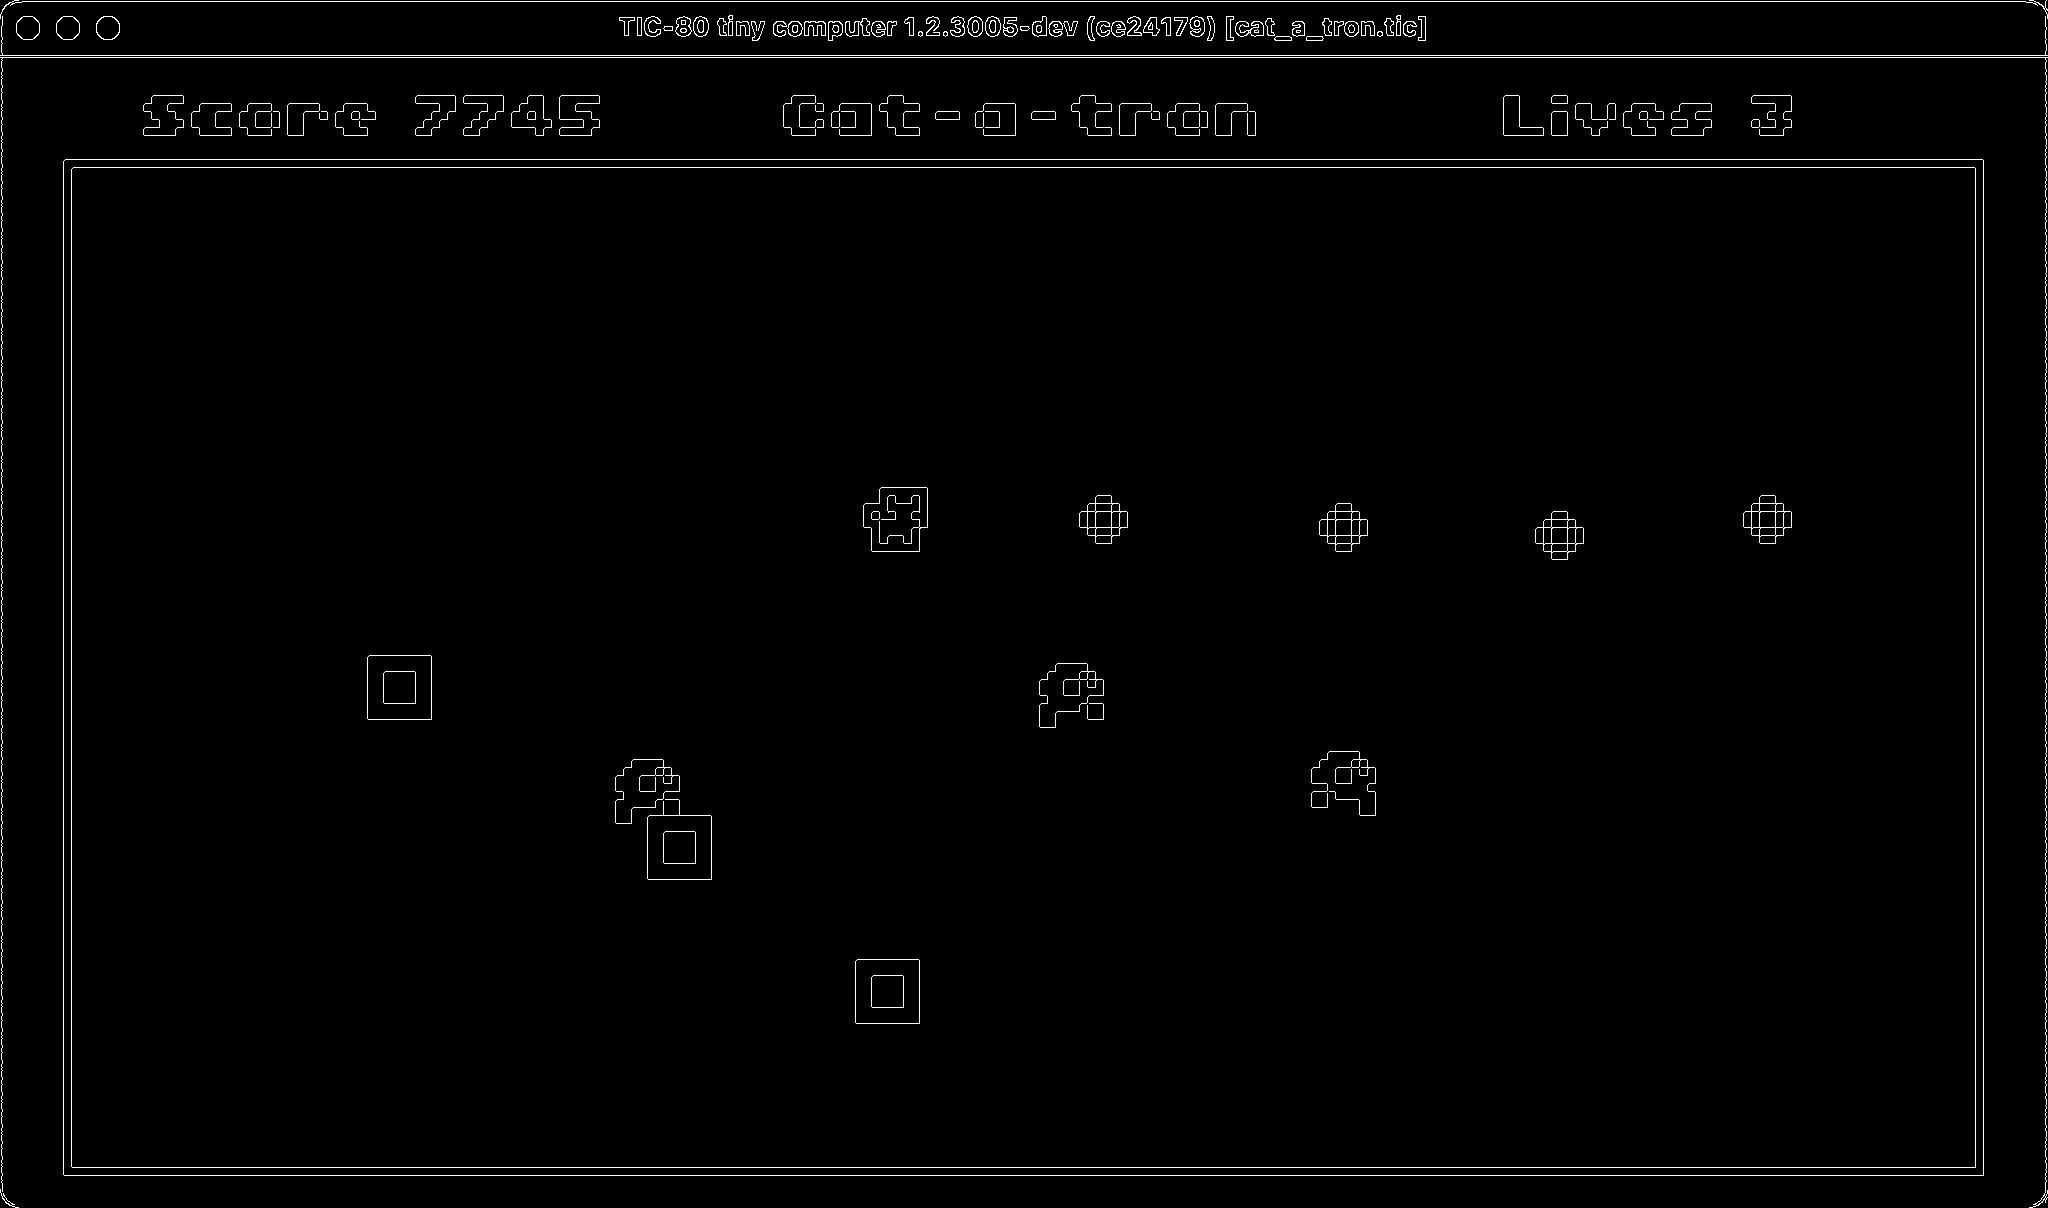 TIC-80 tiny computer 1.2.3005-dev (ce24179) [cat_a_tron.tic]
Score 7745 Cat-a-tron Lives 3